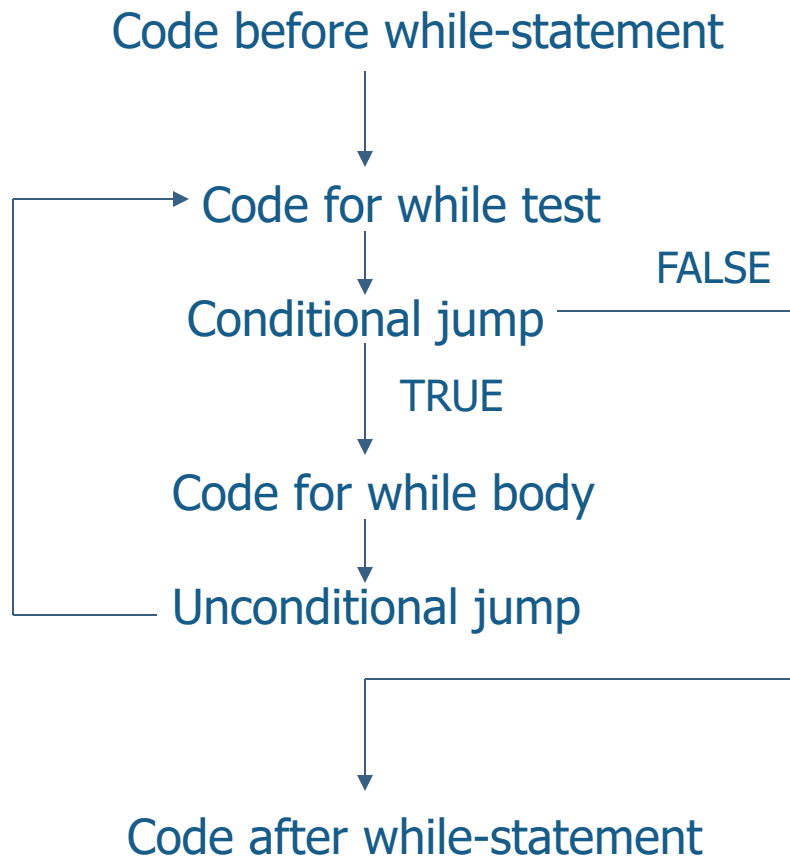 Code before while-statement
Code for while test
FALSE
Conditional jump
TRUE
Code for while body
Unconditional jump
Code after while-statement